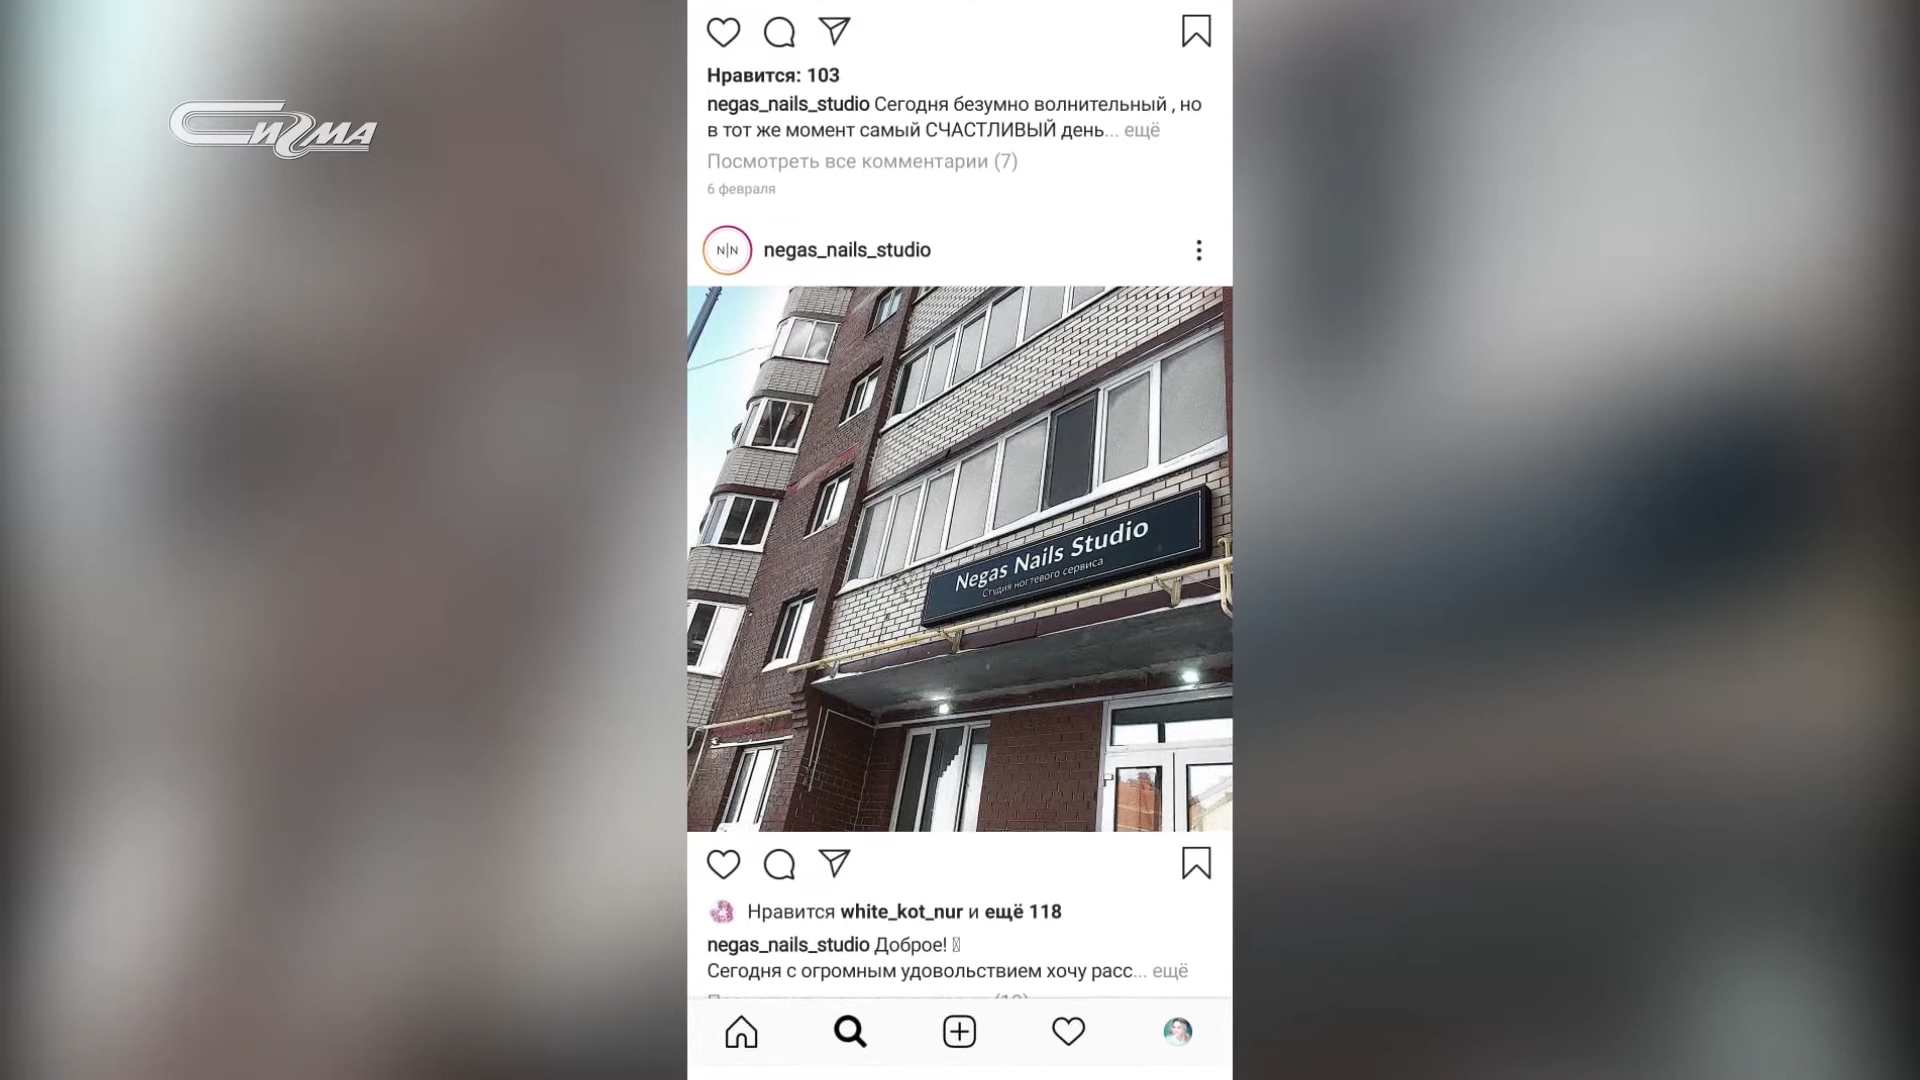 СИГМА
Нравится: 103
negas_nails_studio Сегодня безумно волнительный , но
в тот же момент самый СЧАСТЛИВЫЙ день... ещё
Посмотреть все комментарии (7)
6 февраля
N|N
negas_nails_studio
Negas Nails Studio
Студия ногтевого сервиса
Нравится white_kot_nur и ещё 118
negas_nails_studio Доброе!
Сегодня с огромным удовольствием хочу расс... ещё